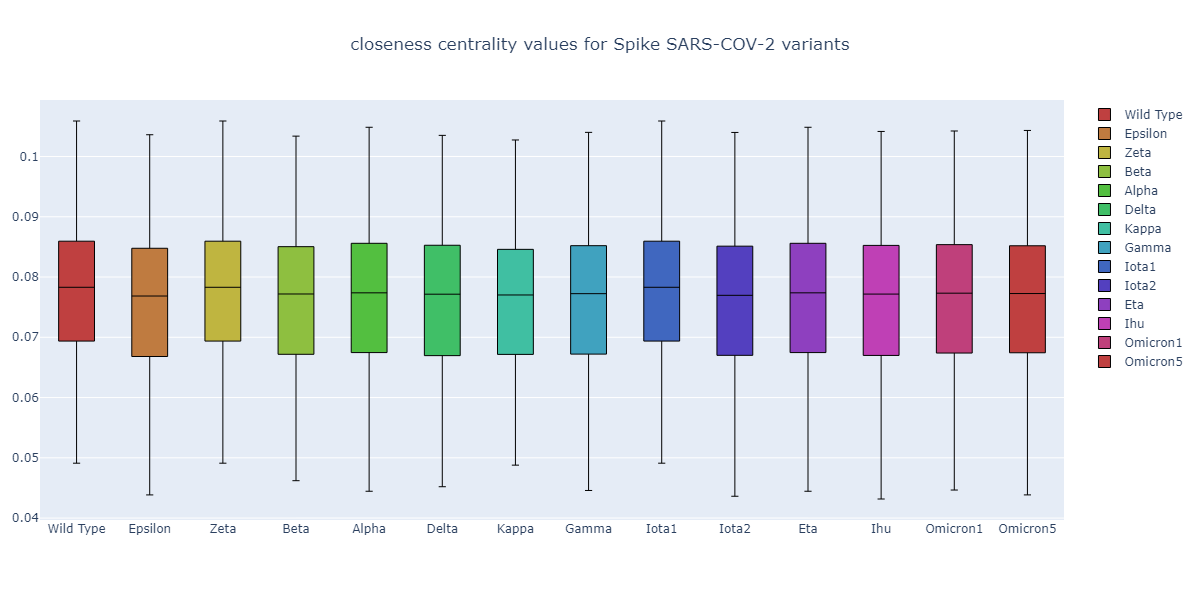 closeness centrality values for Spike SARS-COV-2 variants
0.1
0.09
0.08
0.07
0.06
0.05
0.04
Wild Type Epsilon Zeta Beta Alpha Delta Kappa Gamma Iota1 Iota2 Eta Ihu Omicron1 Omicron5
Wild Type
Epsilon
Zeta
Beta
Alpha
Delta
Kappa
Gamma
Iota1
Iota2
Eta
Ihu
Omicron1
Omicron5